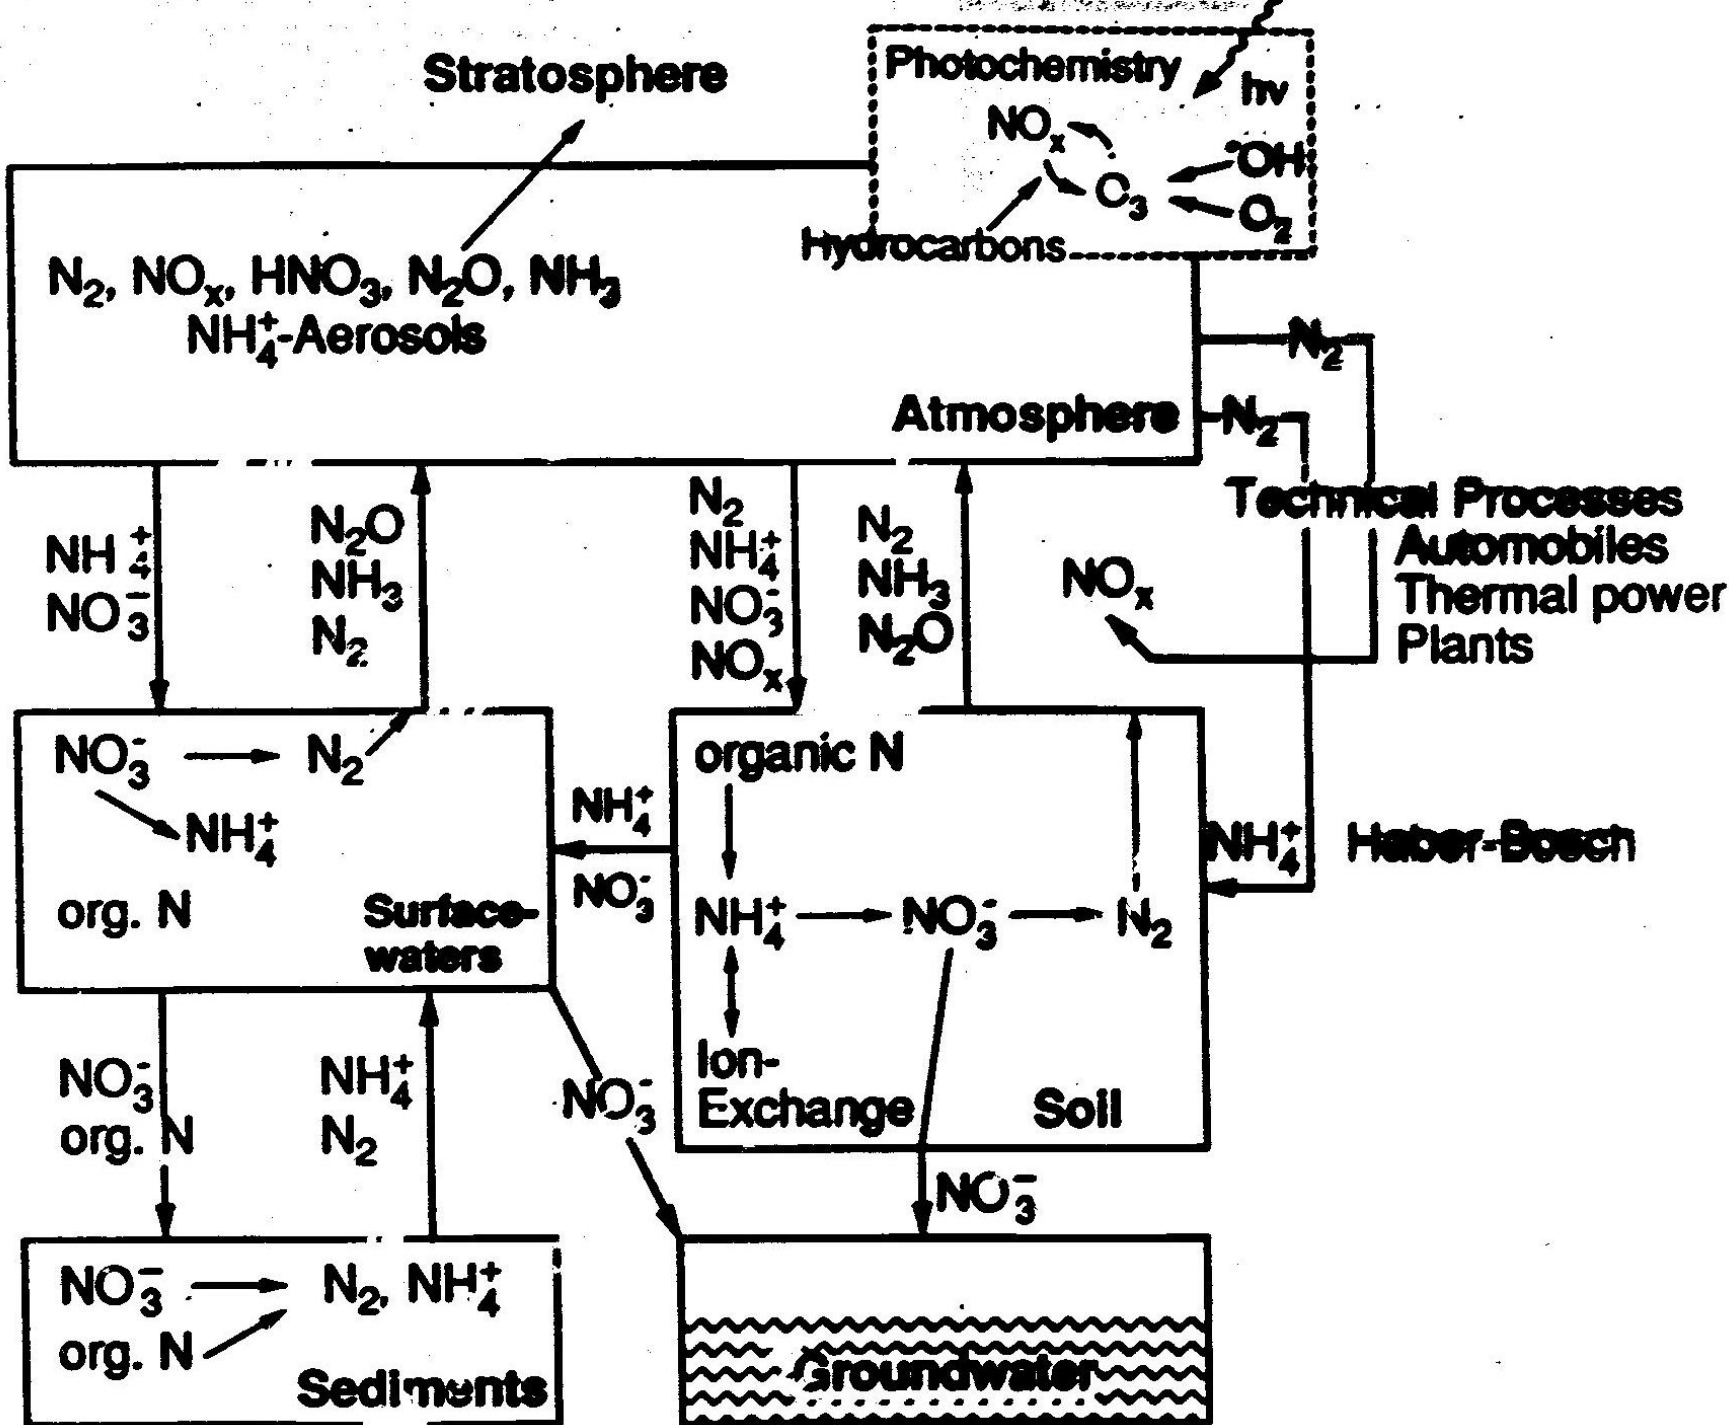 Stratosphere
Photochemistry
hν
NOₓ
•OH
O₃
O₂
Hydrocarbons
N₂, NOₓ, HNO₃, N₂O, NH₃
NH₄⁺-Aerosols
Atmosphere
N₂
N₂
Technical Processes
Automobiles
Thermal power
Plants
NOₓ
NH₄⁺
NO₃⁻
N₂O
NH₃
N₂
N₂
NH₄⁺
NO₃⁻
NOₓ
N₂
NH₃
N₂O
NO₃⁻
N₂
NH₄⁺
org. N
Surface-
waters
NH₄⁺
NO₃⁻
organic N
NH₄⁺
NO₃⁻
N₂
Ion-
Exchange
Soil
NH₄⁺
Haber-Bosch
NO₃⁻
org. N
NH₄⁺
N₂
NO₃⁻
NO₃⁻
NO₃⁻
N₂, NH₄⁺
org. N
Sediments
Groundwater